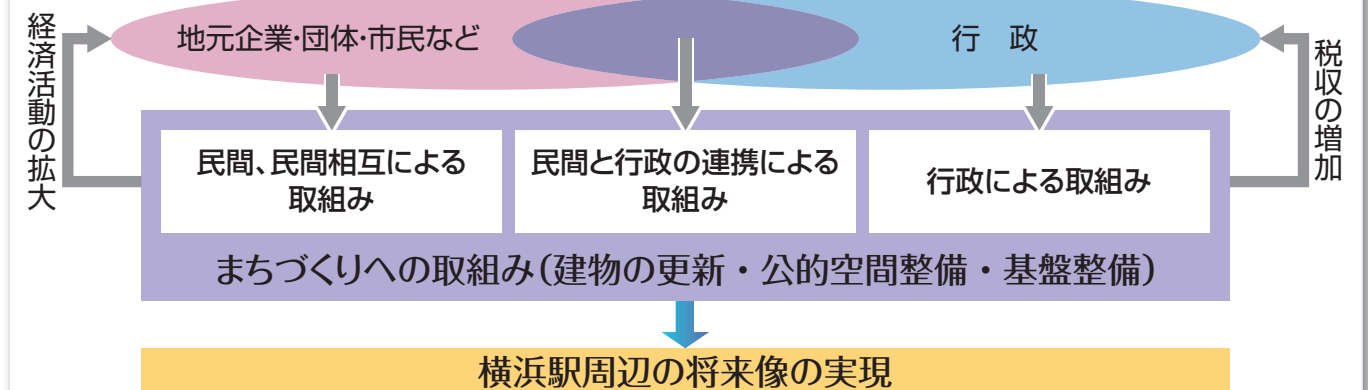 経済活動の拡大
地元企業・団体・市民など
行　政
税収の増加
民間、民間相互による
取組み
民間と行政の連携による
取組み
行政による取組み
まちづくりへの取組み（建物の更新・公的空間整備・基盤整備）
横浜駅周辺の将来像の実現